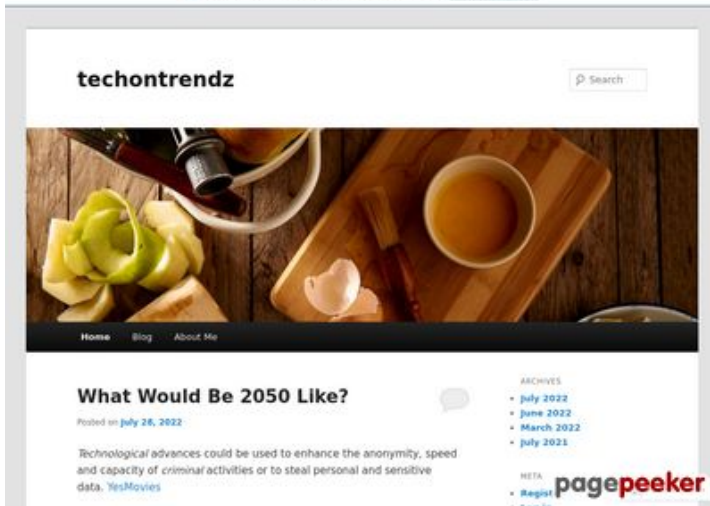 techontrendz
Search
Home Blog About Me
What Would Be 2050 Like?
Posted on July 28, 2022
Technological advances could be used to enhance the anonymity, speed
and capacity of criminal activities or to steal personal and sensitive
data. YesMovies
ARCHIVES
July 2022
June 2022
March 2022
July 2021
META
pagepeeker